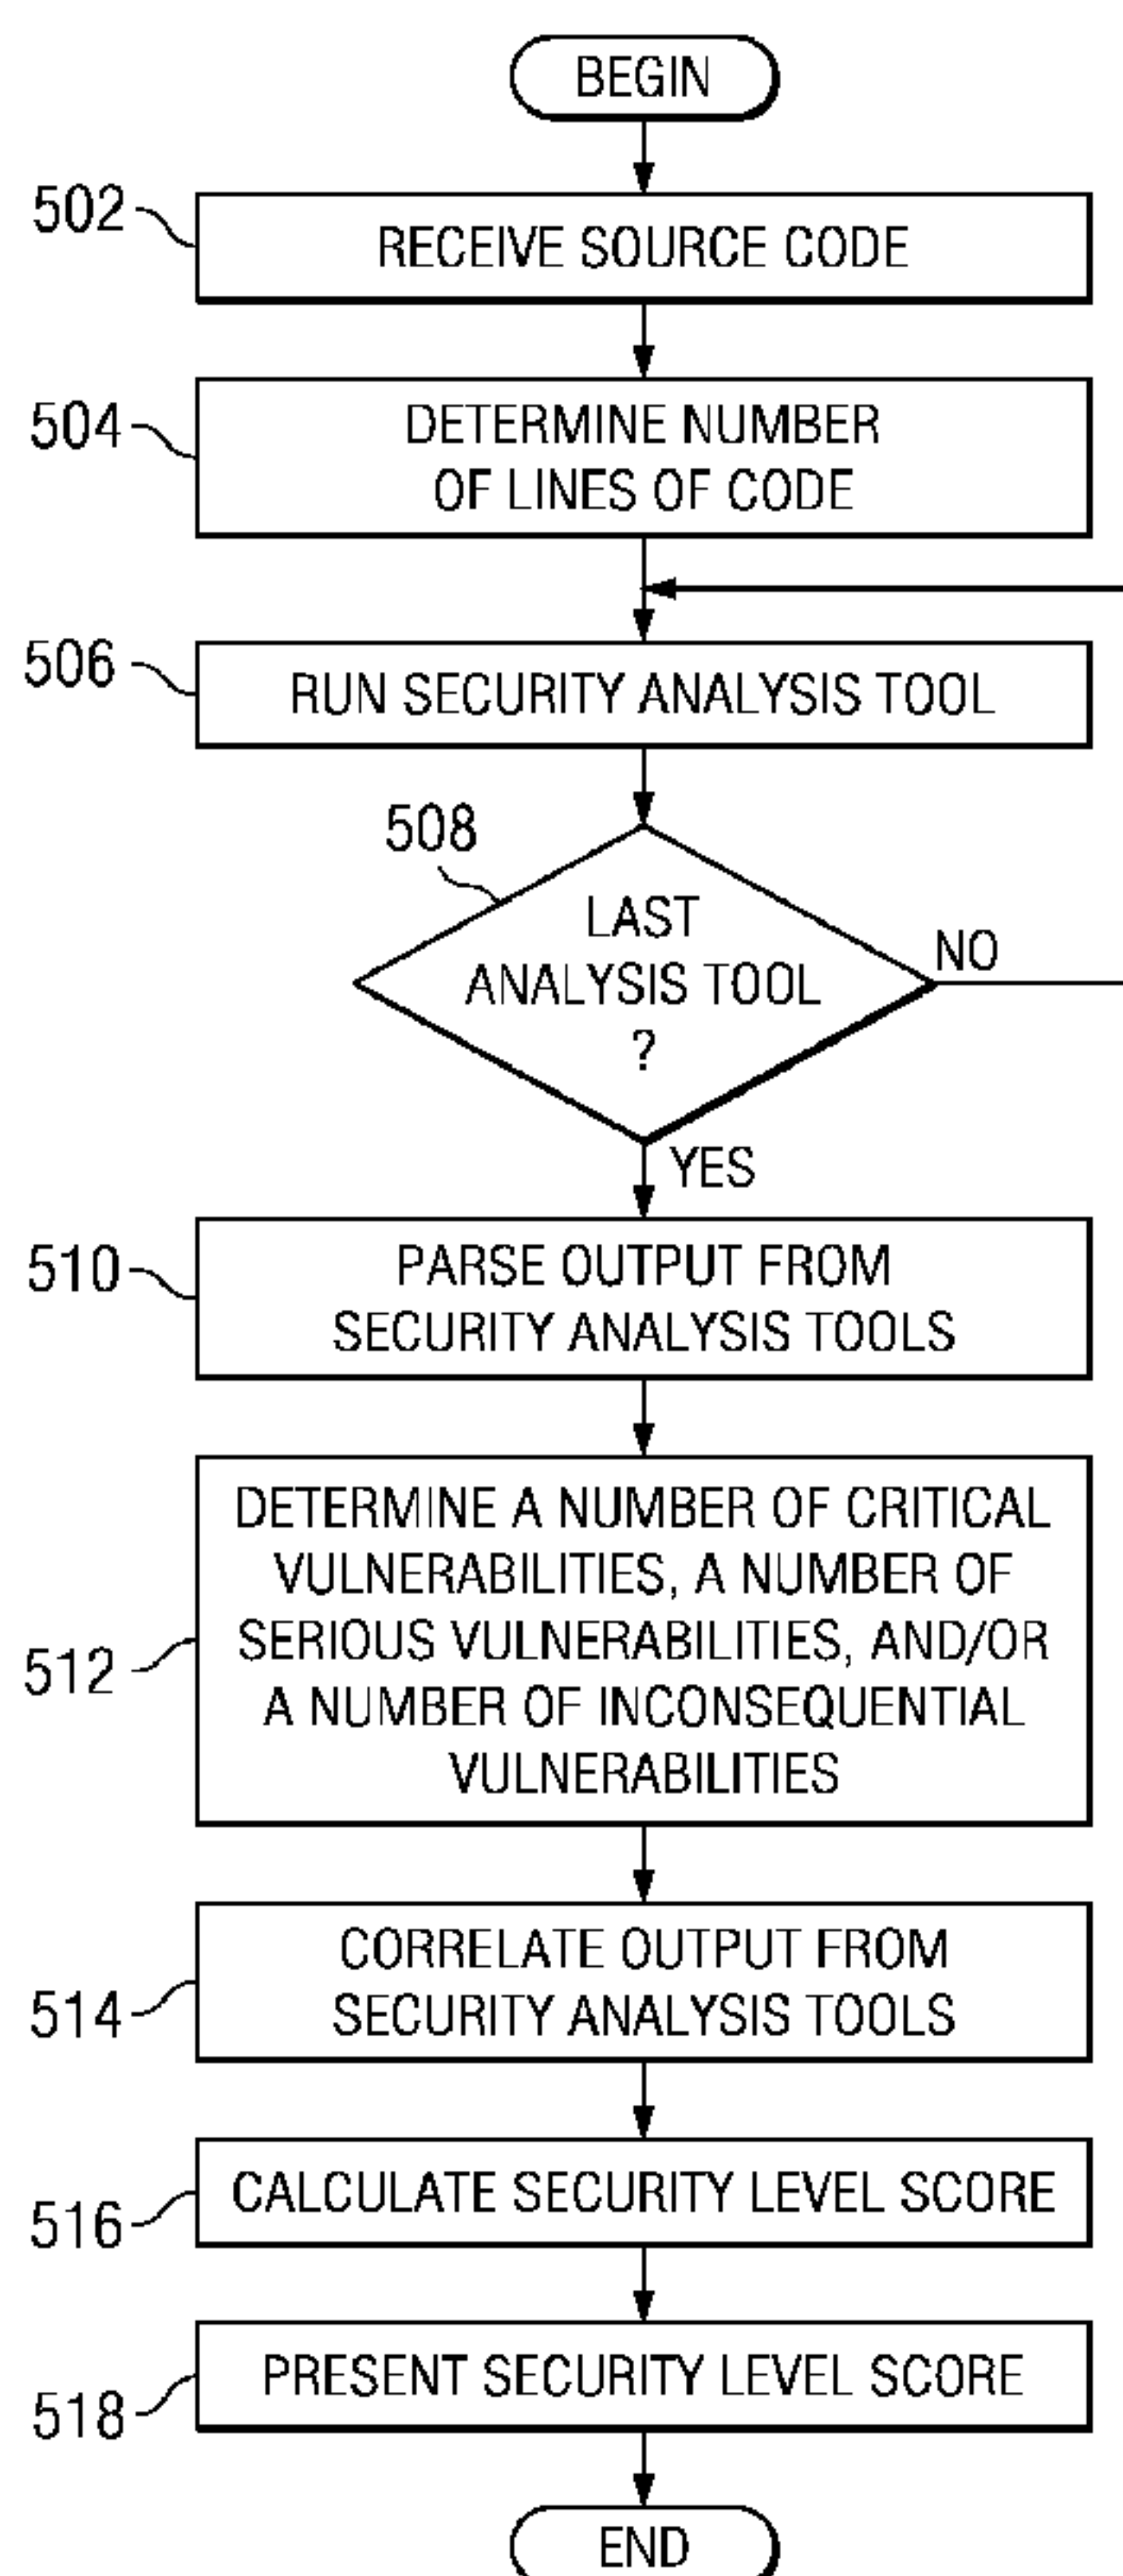 BEGIN
502
RECEIVE SOURCE CODE
504
DETERMINE NUMBER
OF LINES OF CODE
506
RUN SECURITY ANALYSIS TOOL
508
LAST
ANALYSIS TOOL
?
NO
YES
510
PARSE OUTPUT FROM
SECURITY ANALYSIS TOOLS
512
DETERMINE A NUMBER OF CRITICAL
VULNERABILITIES, A NUMBER OF
SERIOUS VULNERABILITIES, AND/OR
A NUMBER OF INCONSEQUENTIAL
VULNERABILITIES
514
CORRELATE OUTPUT FROM
SECURITY ANALYSIS TOOLS
516
CALCULATE SECURITY LEVEL SCORE
518
PRESENT SECURITY LEVEL SCORE
END